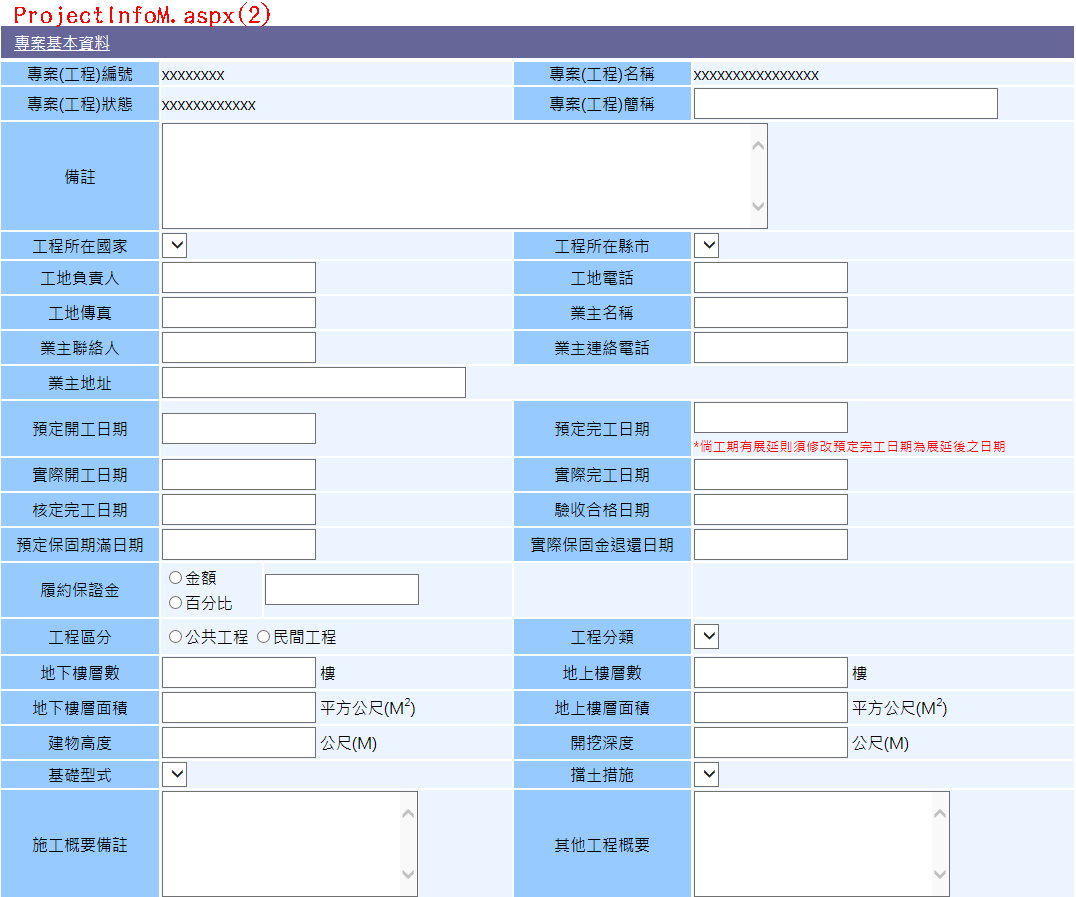 ProjectInfoM.aspx(2)
專案基本資料
專案(工程)編號 xxxxxxxx 專案(工程)名稱 xxxxxxxxxxxxxxxx
專案(工程)狀態 xxxxxxxxxxxx 專案(工程)簡稱
備註
工程所在國家 工程所在縣市
工地負責人 工地電話
工地傳真 業主名稱
業主聯絡人 業主連絡電話
業主地址
預定開工日期 預定完工日期
*倘工期有展延則須修改預定完工日期為展延後之日期
實際開工日期 實際完工日期
核定完工日期 驗收合格日期
預定保固期滿日期 實際保固金退還日期
履約保證金 金額
百分比
工程區分 公共工程 民間工程 工程分類
地下樓層數 樓 地上樓層數 樓
地下樓層面積 平方公尺(M²) 地上樓層面積 平方公尺(M²)
建物高度 公尺(M) 開挖深度 公尺(M)
基礎型式 擋土措施
施工概要備註 其他工程概要